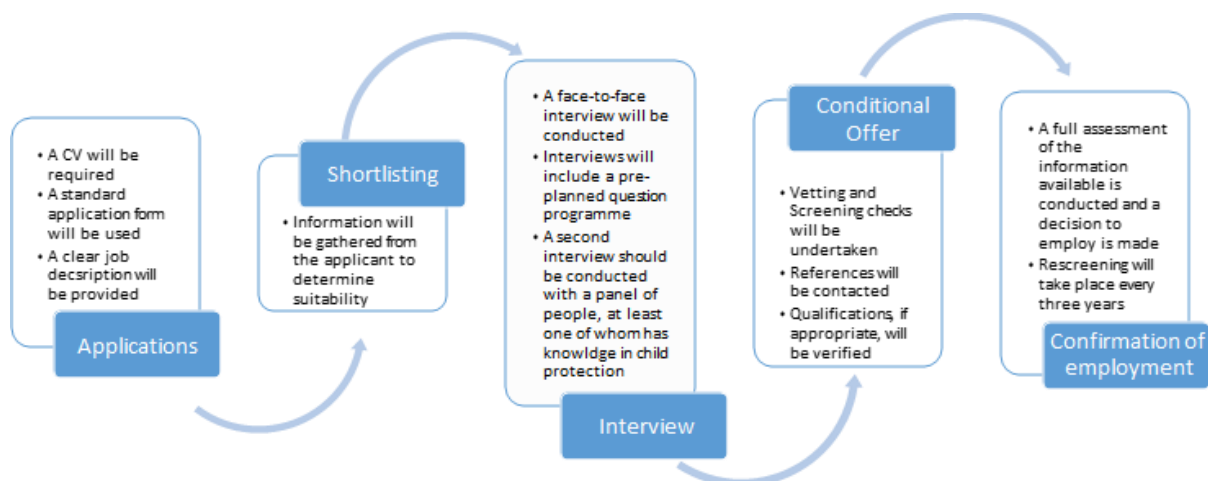 • A CV will be
required
• A standard
application form
will be used
• A clear job
decsription will
be provided
Applications
Shortlisting
• Information will
be gathered from
the applicant to
determine
suitability
• A face-to-face
interview will be
conducted
• Interviews will
include a pre-
planned question
programme
• A second
interview should
be conducted
with a panel of
people, at least
one of whom has
knowldge in child
protection
Interview
Conditional
Offer
• Vetting and
Screening checks
will be
undertaken
• References will
be contacted
• Qualifications, if
appropriate, will
be verified
• A full assessment
of the
information
available is
conducted and a
decision to
employ is made
• Rescreening will
take place every
three years
Confirmation of
employment